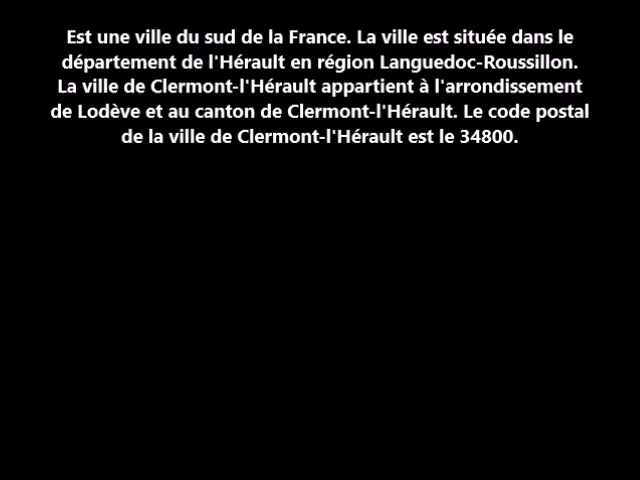 Est une ville du sud de la France. La ville est située dans le
département de l'Hérault en région Languedoc-Roussillon.
La ville de Clermont-l'Hérault appartient à l'arrondissement
de Lodève et au canton de Clermont-l'Hérault. Le code postal
de la ville de Clermont-l'Hérault est le 34800.